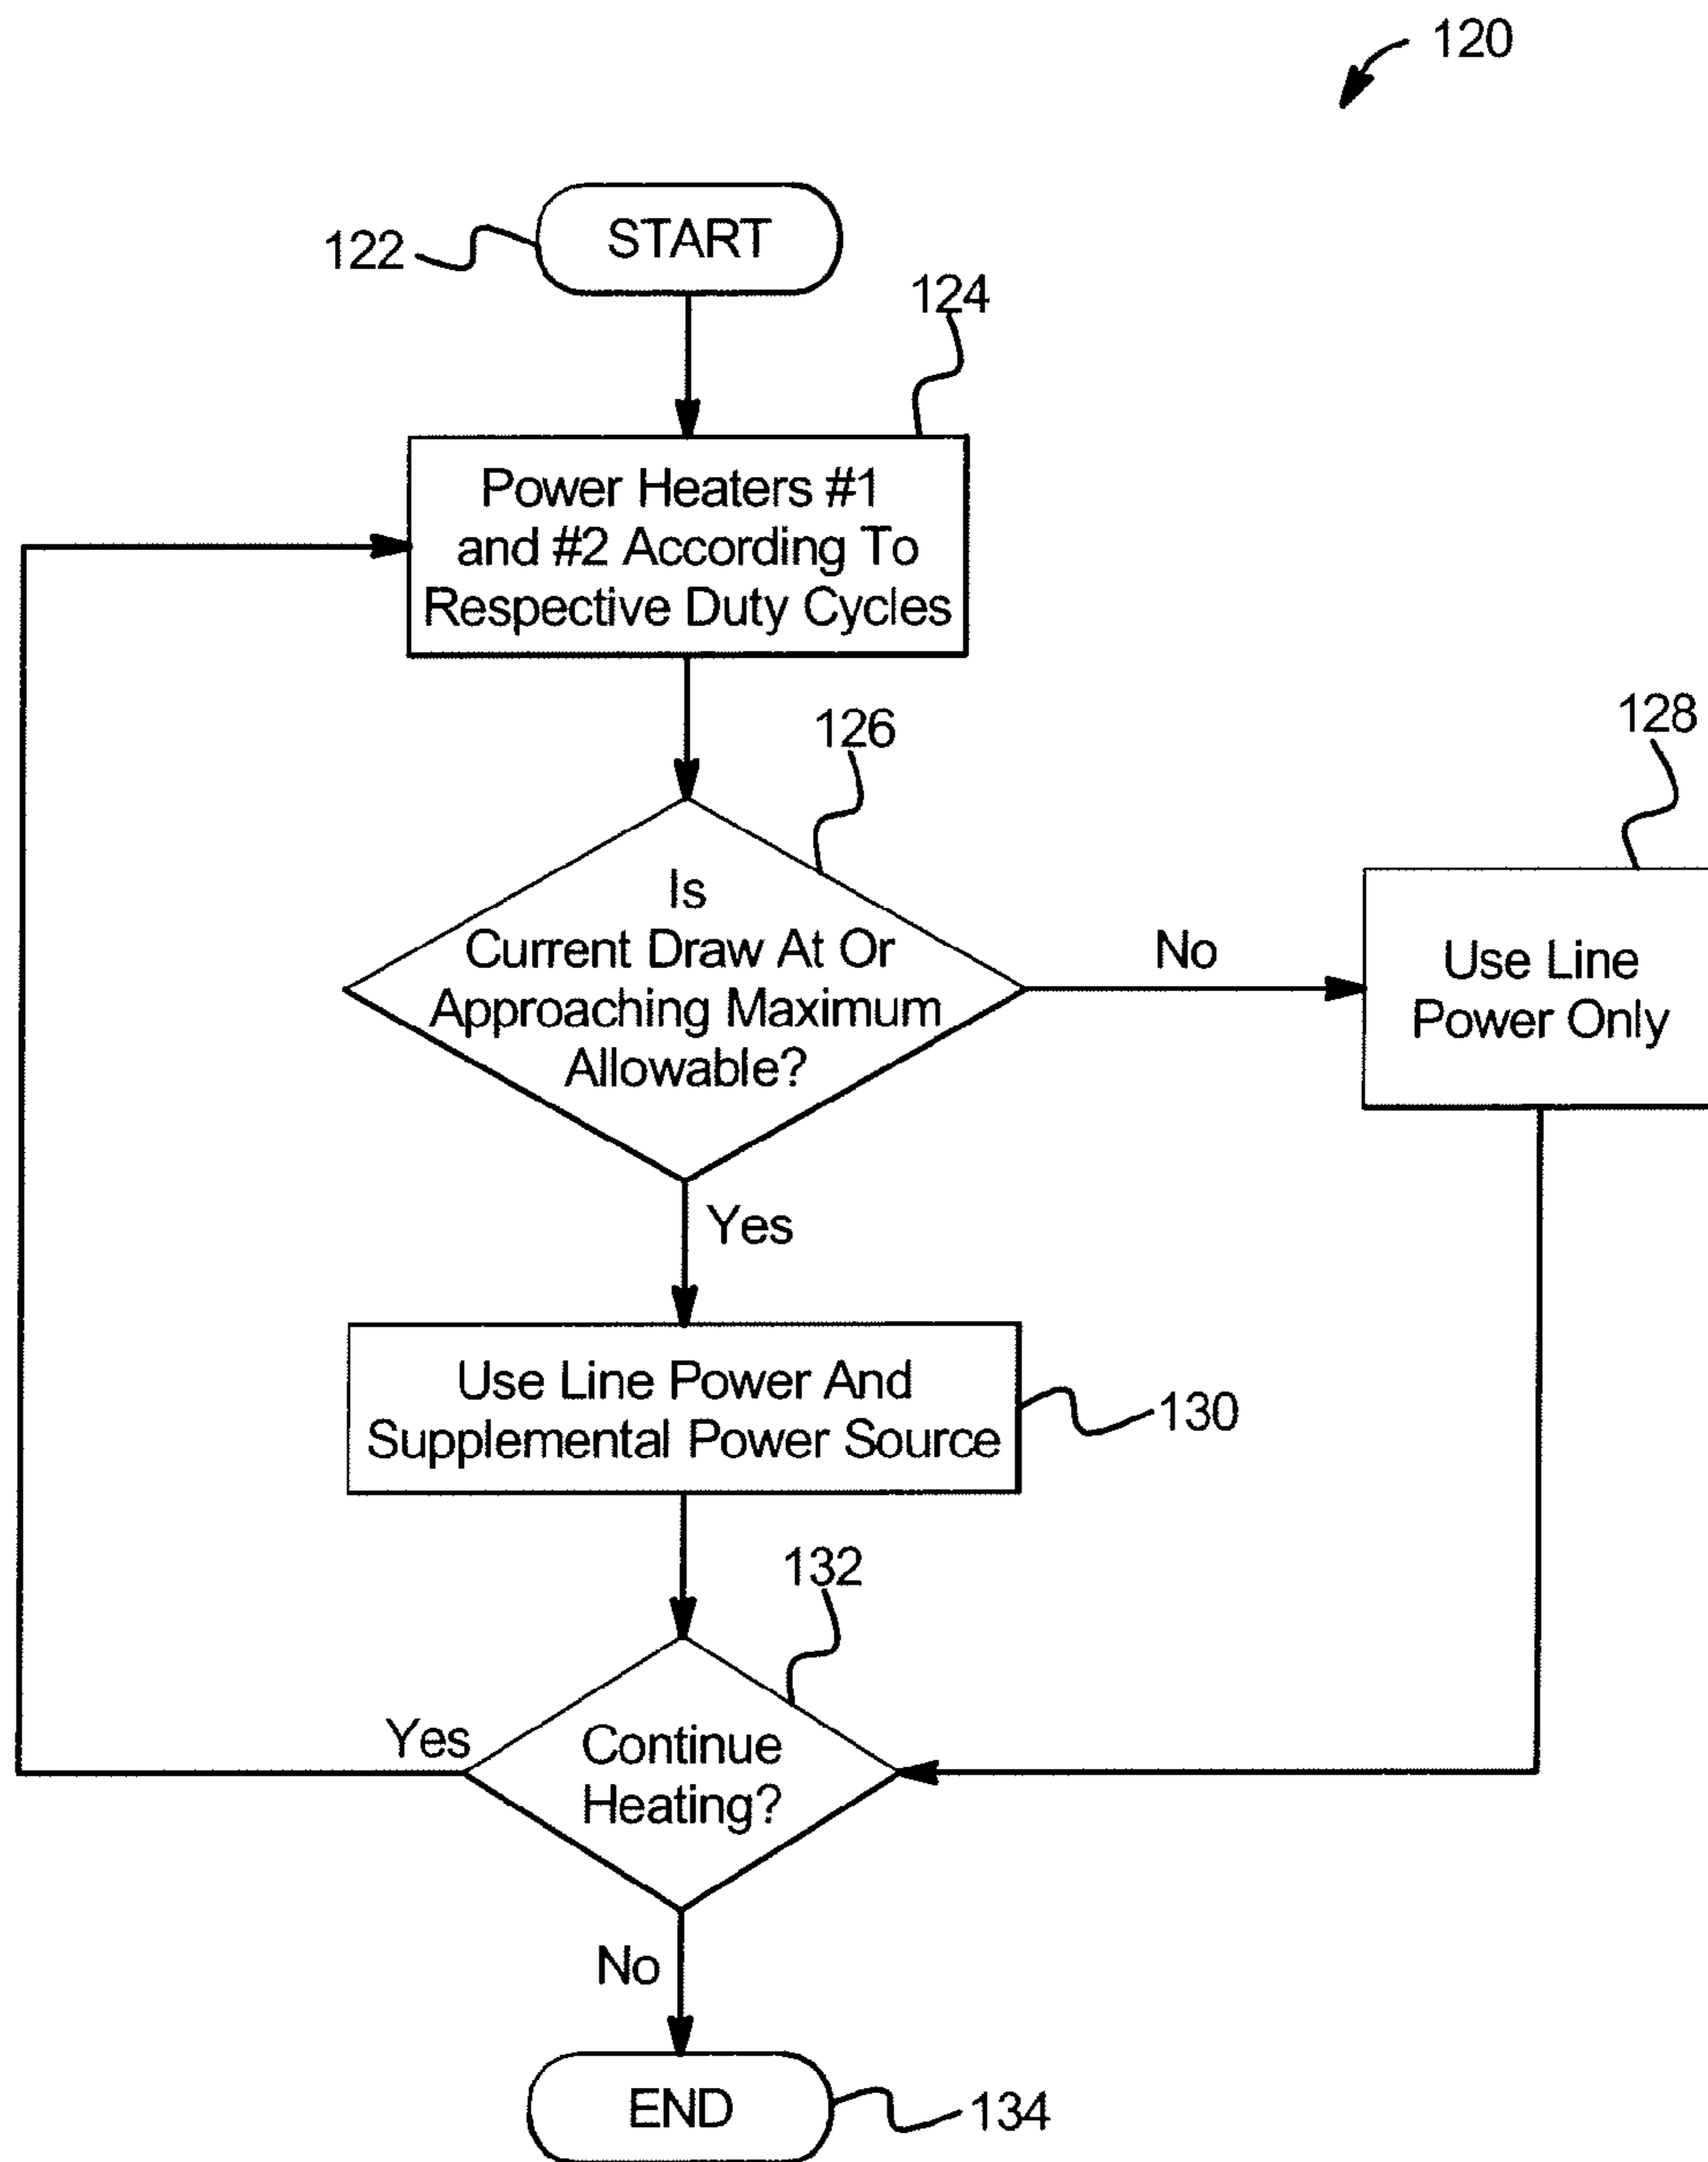 120
START
122
124
Power Heaters #1
and #2 According To
Respective Duty Cycles
126
128
Is
Current Draw At Or
Approaching Maximum
Allowable?
No
Use Line
Power Only
Yes
Use Line Power And
Supplemental Power Source
130
132
Yes
Continue
Heating?
No
END
134